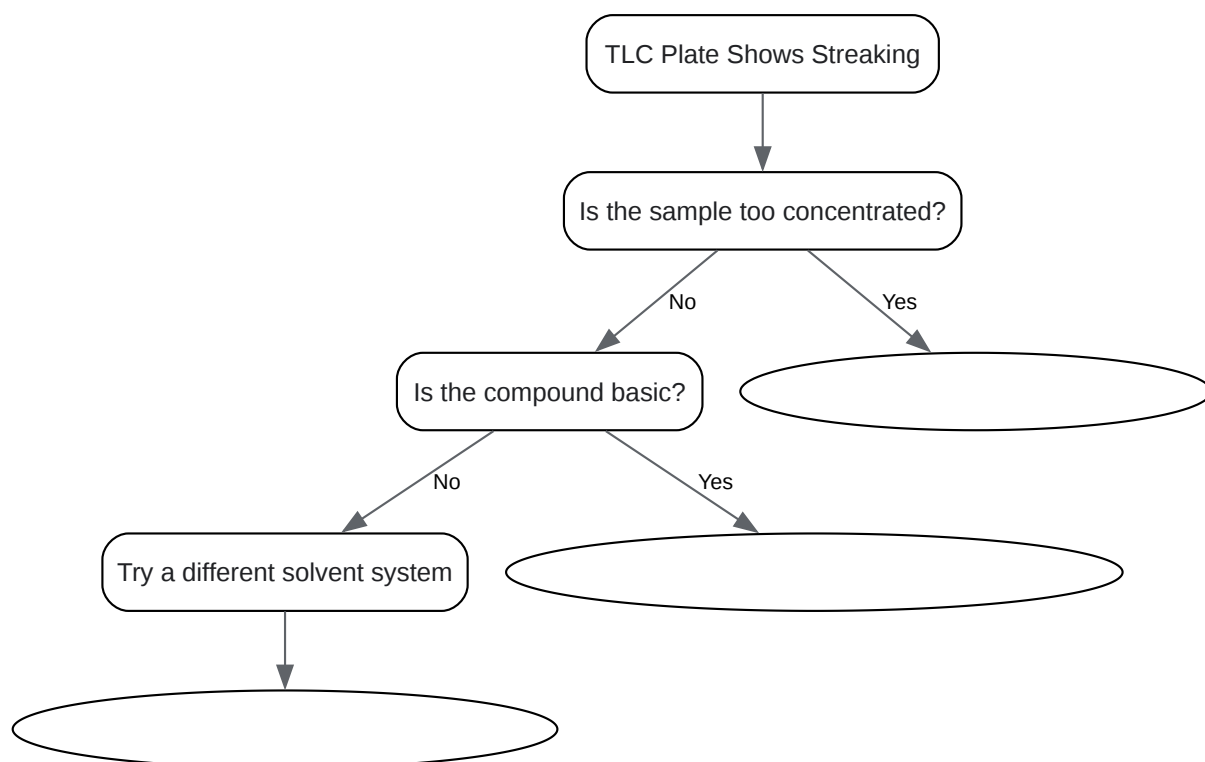 TLC Plate Shows Streaking
Is the sample too concentrated?
No
Yes
Is the compound basic?
No
Yes
Try a different solvent system